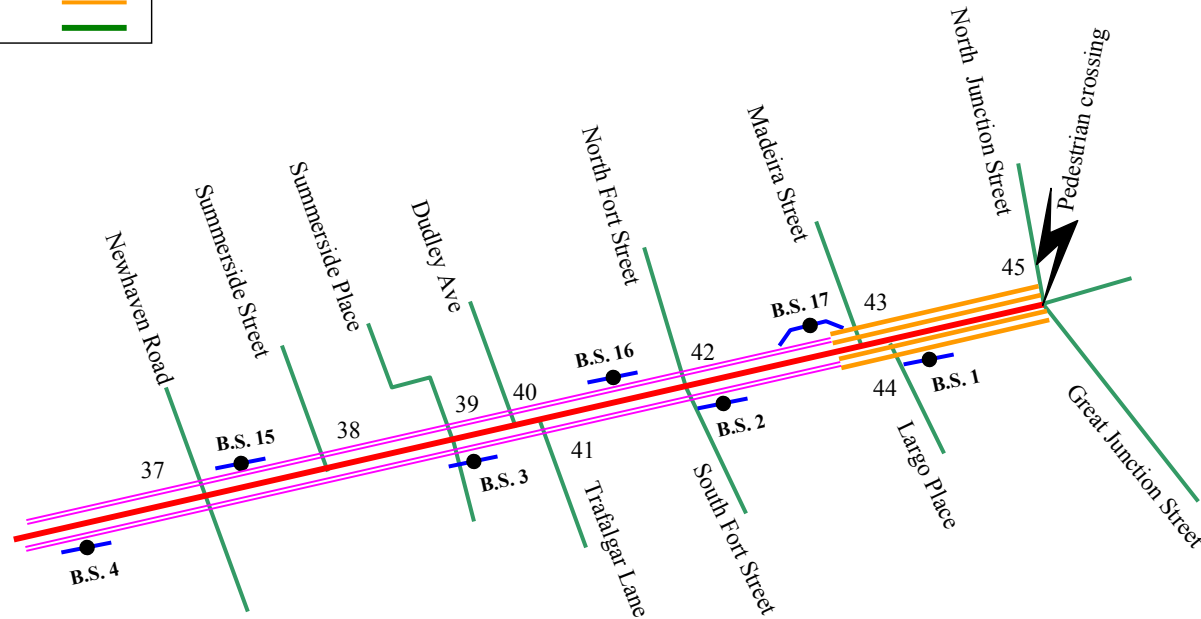 North Junction Street
Pedestrian crossing
Madeira Street
North Fort Street
Summerside Place
Summerside Street
Dudley Ave
Newhaven Road
45
B.S. 17
43
B.S. 16
42
B.S. 1
44
40
39
B.S. 2
38
B.S. 15
41
37
B.S. 3
B.S. 4
Great Junction Street
Largo Place
South Fort Street
Trafalgar Lane